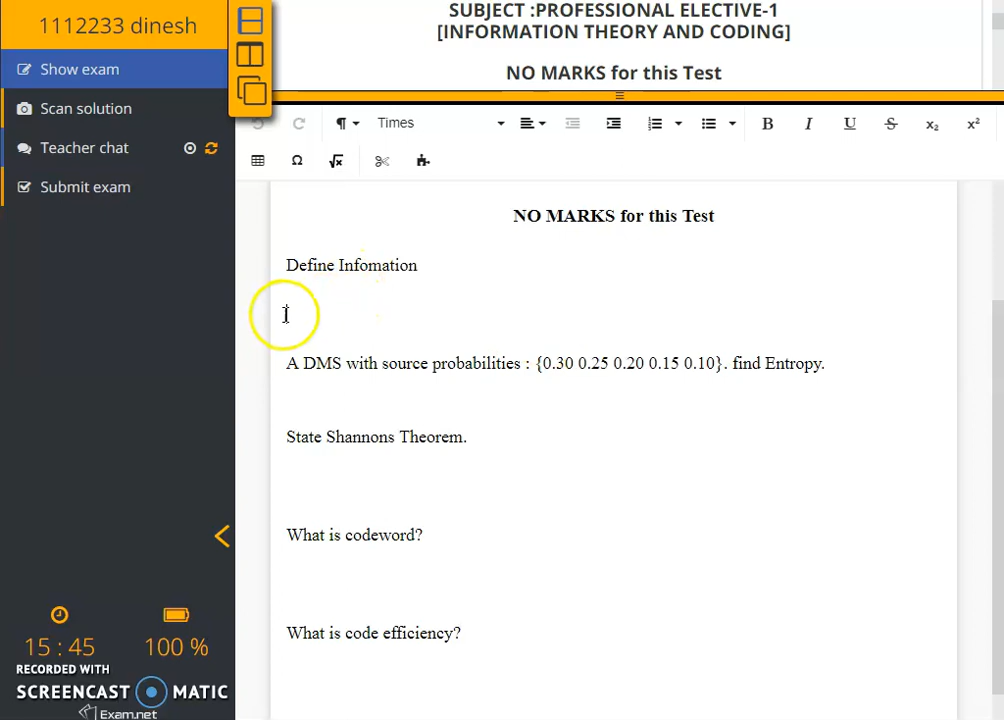 1112233 dinesh
Show exam
Scan solution
Teacher chat
Submit exam
15 : 45
100 %
RECORDED WITH
SCREENCAST MATIC
Exam.net
SUBJECT :PROFESSIONAL ELECTIVE-1
[INFORMATION THEORY AND CODING]
NO MARKS for this Test
¶ Times B I U S x₂ x²
Ω √x
NO MARKS for this Test
Define Infomation
A DMS with source probabilities : {0.30 0.25 0.20 0.15 0.10}. find Entropy.
State Shannons Theorem.
What is codeword?
What is code efficiency?